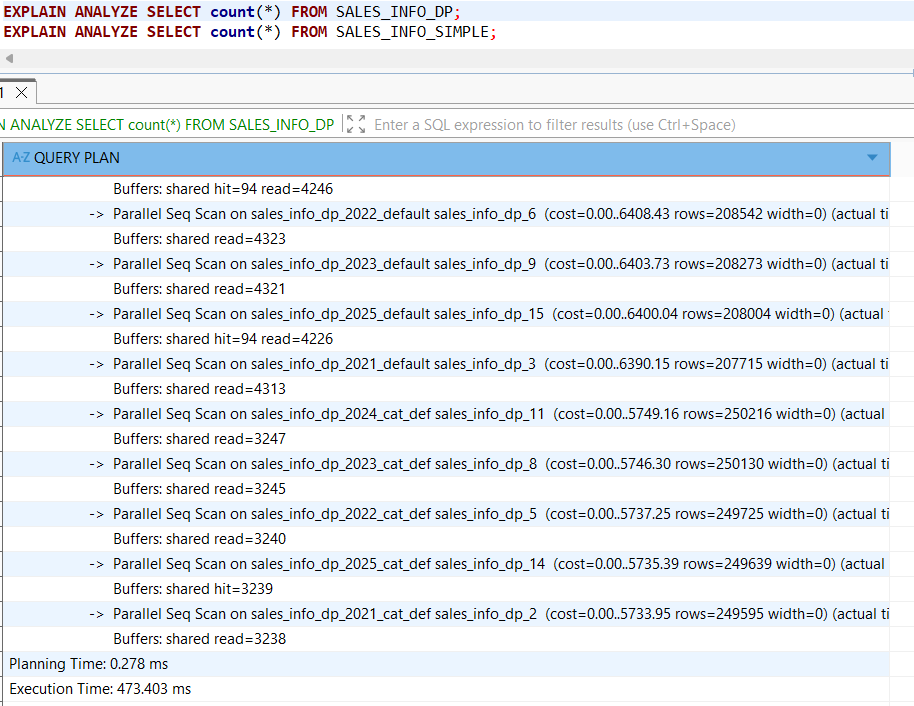 EXPLAIN ANALYZE SELECT count(*) FROM SALES_INFO_DP;
EXPLAIN ANALYZE SELECT count(*) FROM SALES_INFO_SIMPLE;
1
N ANALYZE SELECT count(*) FROM SALES_INFO_DP Enter a SQL expression to filter results (use Ctrl+Space)
A-Z QUERY PLAN
Buffers: shared hit=94 read=4246
-> Parallel Seq Scan on sales_info_dp_2022_default sales_info_dp_6 (cost=0.00..6408.43 rows=208542 width=0) (actual ti
Buffers: shared read=4323
-> Parallel Seq Scan on sales_info_dp_2023_default sales_info_dp_9 (cost=0.00..6403.73 rows=208273 width=0) (actual ti
Buffers: shared read=4321
-> Parallel Seq Scan on sales_info_dp_2025_default sales_info_dp_15 (cost=0.00..6400.04 rows=208004 width=0) (actual
Buffers: shared hit=94 read=4226
-> Parallel Seq Scan on sales_info_dp_2021_default sales_info_dp_3 (cost=0.00..6390.15 rows=207715 width=0) (actual ti
Buffers: shared read=4313
-> Parallel Seq Scan on sales_info_dp_2024_cat_def sales_info_dp_11 (cost=0.00..5749.16 rows=250216 width=0) (actual
Buffers: shared read=3247
-> Parallel Seq Scan on sales_info_dp_2023_cat_def sales_info_dp_8 (cost=0.00..5746.30 rows=250130 width=0) (actual ti
Buffers: shared read=3245
-> Parallel Seq Scan on sales_info_dp_2022_cat_def sales_info_dp_5 (cost=0.00..5737.25 rows=249725 width=0) (actual ti
Buffers: shared read=3240
-> Parallel Seq Scan on sales_info_dp_2025_cat_def sales_info_dp_14 (cost=0.00..5735.39 rows=249639 width=0) (actual
Buffers: shared hit=3239
-> Parallel Seq Scan on sales_info_dp_2021_cat_def sales_info_dp_2 (cost=0.00..5733.95 rows=249595 width=0) (actual ti
Buffers: shared read=3238
Planning Time: 0.278 ms
Execution Time: 473.403 ms